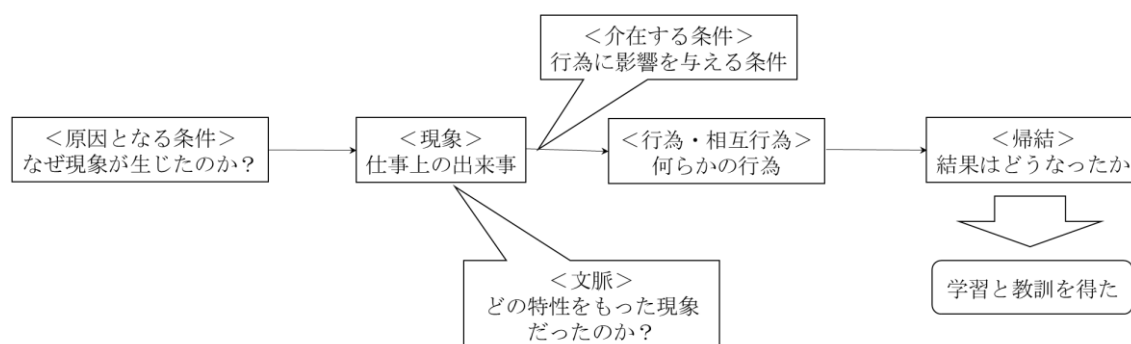 ＜介在する条件＞
行為に影響を与える条件
＜原因となる条件＞
なぜ現象が生じたのか？
＜現象＞
仕事上の出来事
＜行為・相互行為＞
何らかの行為
＜帰結＞
結果はどうなったか
＜文脈＞
どの特性をもった現象
だったのか？
学習と教訓を得た